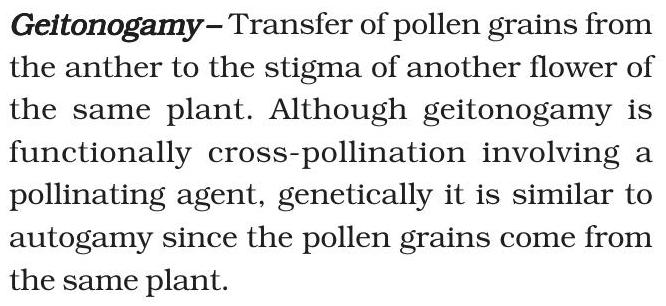 Geitonogamy – Transfer of pollen grains from
the anther to the stigma of another flower of
the same plant. Although geitonogamy is
functionally cross-pollination involving a
pollinating agent, genetically it is similar to
autogamy since the pollen grains come from
the same plant.